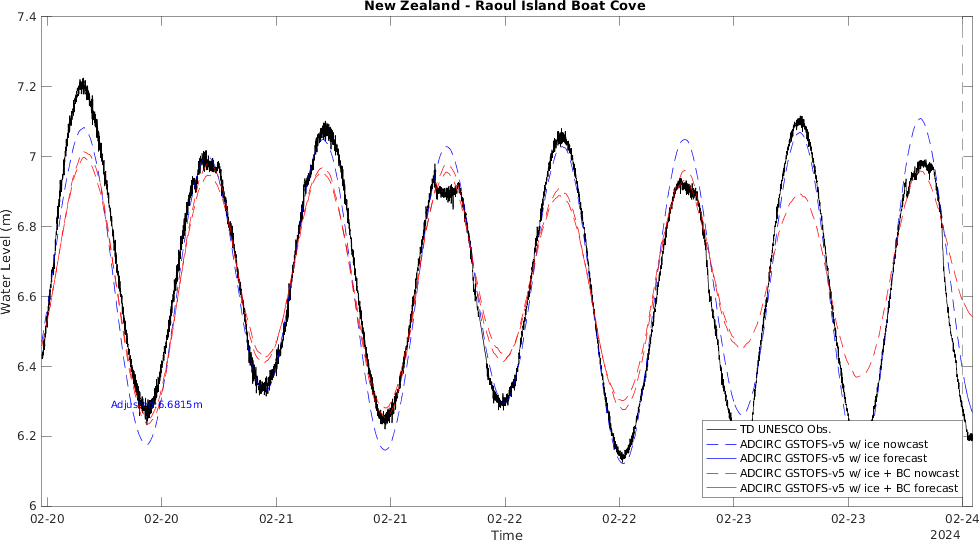 New Zealand - Raoul Island Boat Cove
7.4
7.2
7
6.8
6.6
6.4
6.2
6
Water Level (m)
6.6815m
TD UNESCO Obs.
ADCIRC GSTOFS-v5 w/ ice nowcast
ADCIRC GSTOFS-v5 w/ ice forecast
ADCIRC GSTOFS-v5 w/ ice + BC nowcast
ADCIRC GSTOFS-v5 w/ ice + BC forecast
02-20 02-20 02-21 02-21 02-22 02-22 02-23 02-23 02-24
Time
2024